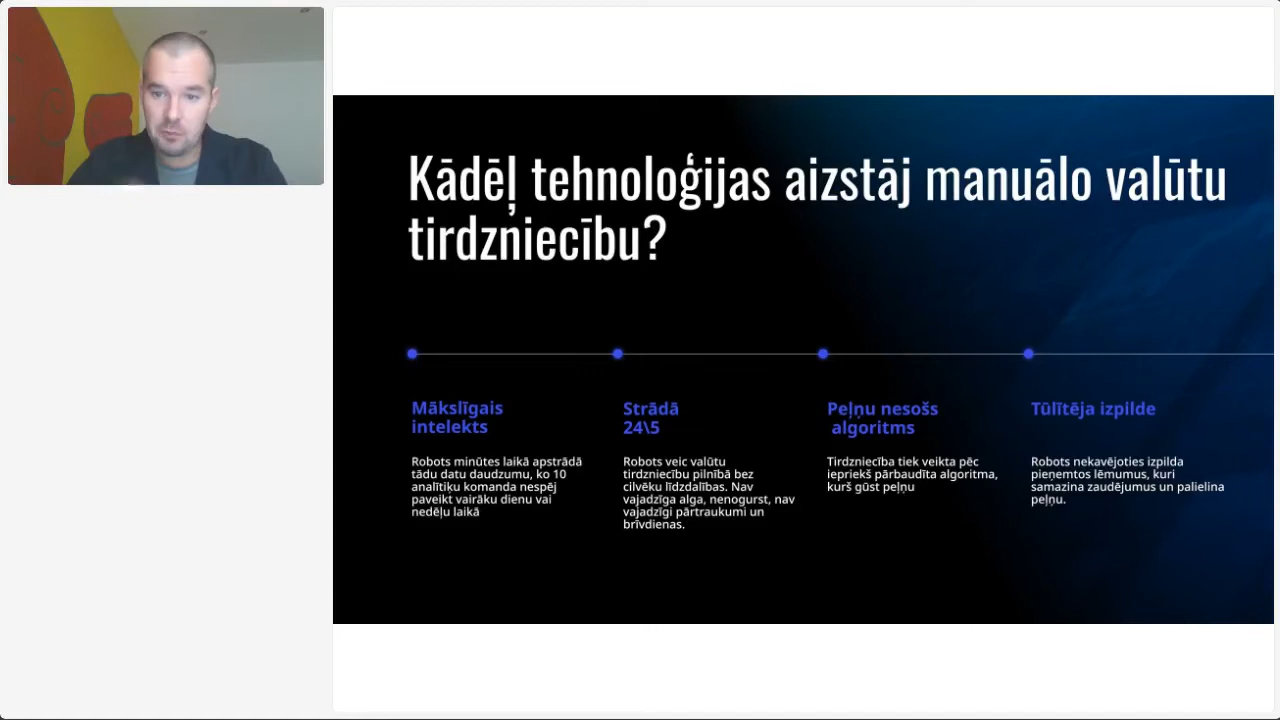 Kādēļ tehnoloģijas aizstāj manuālo valūtu
tirdzniecību?
Mākslīgais
intelekts
Robots minūtes laikā apstrādā
tādu datu daudzumu, ko 10
analītiķu komanda nespēj
paveikt vairāku dienu vai
nedēļu laikā
Strādā
24\5
Robots veic valūtu
tirdzniecību pilnībā bez
cilvēku līdzdalības. Nav
vajadzīga alga, nenogurst, nav
vajadzīgi pārtraukumi un
brīvdienas.
Peļņu nesošs
algoritms
Tirdzniecība tiek veikta pēc
iepriekš pārbaudīta algoritma,
kurš gūst peļņu
Tūlītēja izpilde
Robots nekavējoties izpilda
pieņemtos lēmumus, kuri
samazina zaudējumus un palielina
peļņu.